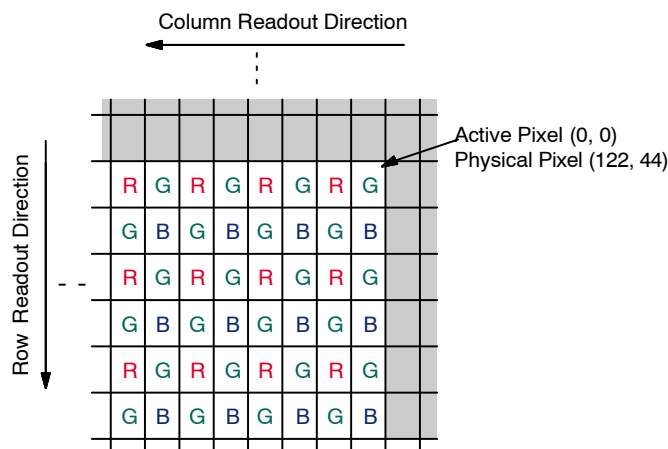 Column Readout Direction
Active Pixel (0, 0)
Physical Pixel (122, 44)
Row Readout Direction
R G R G R G R G
G B G B G B G B
R G R G R G R G
G B G B G B G B
R G R G R G R G
G B G B G B G B